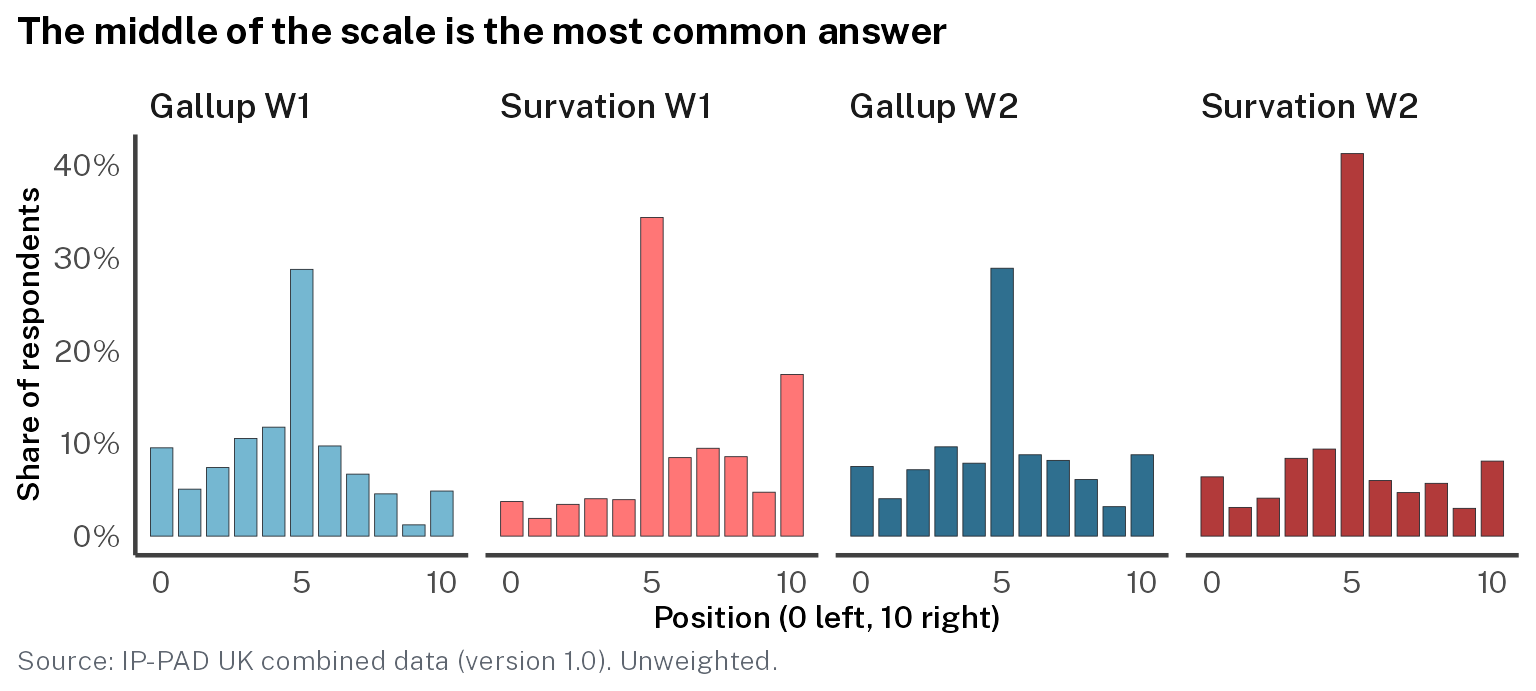 The middle of the scale is the most common answer
Gallup W1
Survation W1
Gallup W2
Survation W2
Share of respondents
40%
30%
20%
10%
0%
0 5 10
0 5 10
0 5 10
0 5 10
Position (0 left, 10 right)
Source: IP-PAD UK combined data (version 1.0). Unweighted.